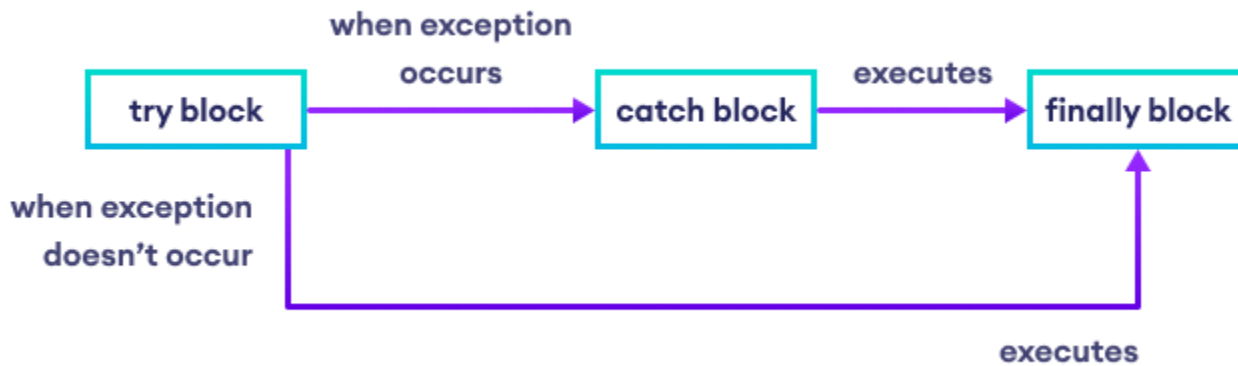 when exception
occurs
executes
try block
catch block
finally block
when exception
doesn't occur
executes